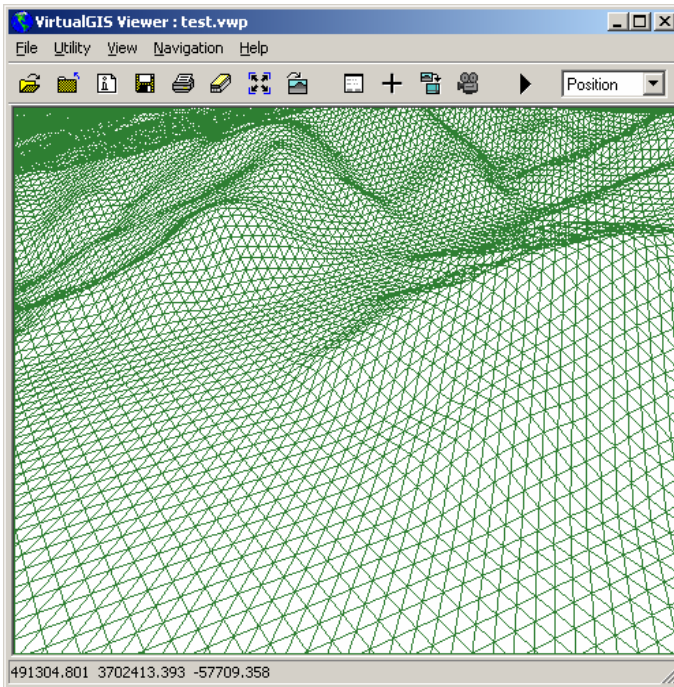 VirtualGIS Viewer : test.vwp
File Utility View Navigation Help
Position
491304.801 3702413.393 -57709.358